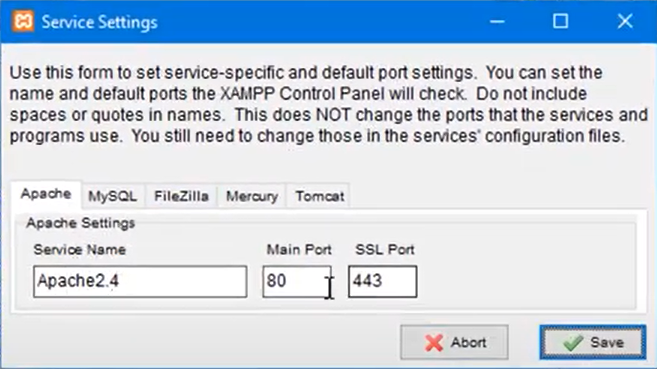 Service Settings
Use this form to set service-specific and default port settings. You can set the
name and default ports the XAMPP Control Panel will check. Do not include
spaces or quotes in names. This does NOT change the ports that the services and
programs use. You still need to change those in the services' configuration files.
Apache MySQL FileZilla Mercury Tomcat
Apache Settings
Service Name Main Port SSL Port
Apache2.4 80 443
Abort Save